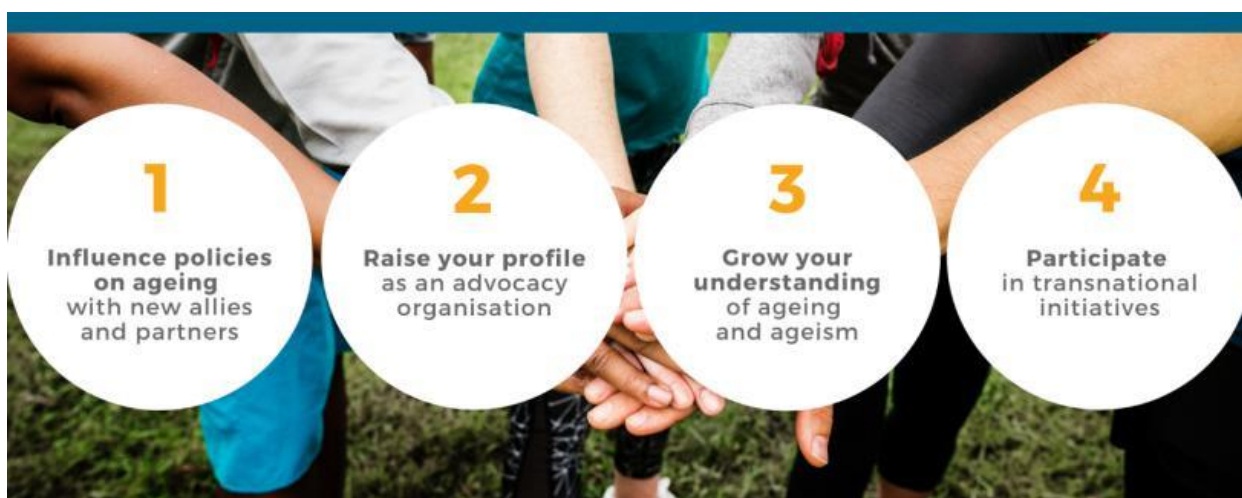 1
Influence policies
on ageing
with new allies
and partners
2
Raise your profile
as an advocacy
organisation
3
Grow your
understanding
of ageing
and ageism
4
Participate
in transnational
initiatives